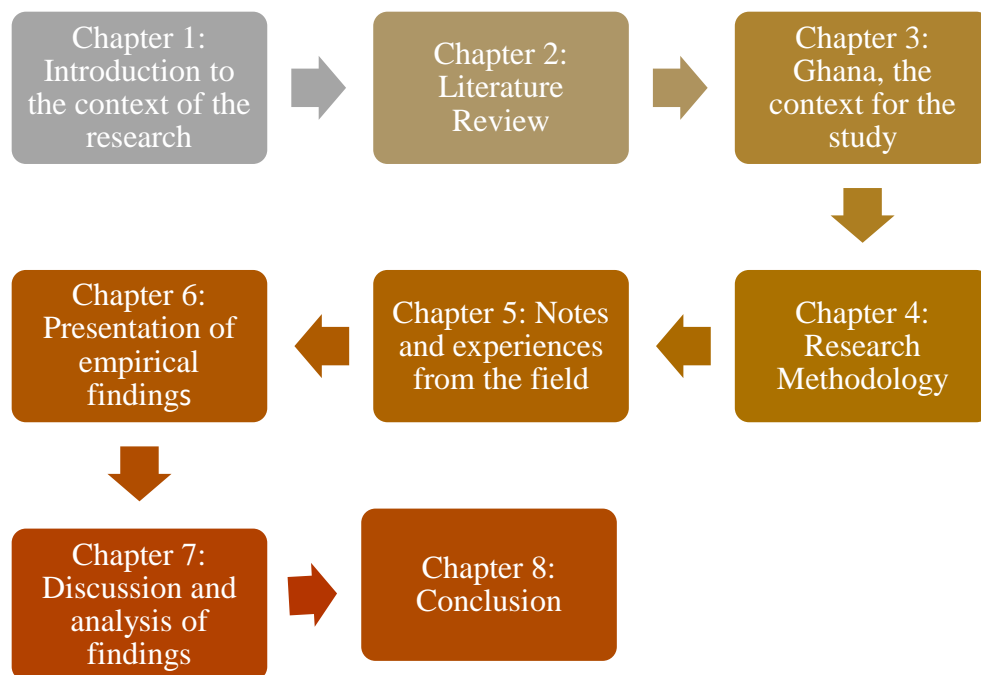 Chapter 1:
Introduction to
the context of the
research
Chapter 2:
Literature
Review
Chapter 3:
Ghana, the
context for the
study
Chapter 4:
Research
Methodology
Chapter 5: Notes
and experiences
from the field
Chapter 6:
Presentation of
empirical
findings
Chapter 7:
Discussion and
analysis of
findings
Chapter 8:
Conclusion